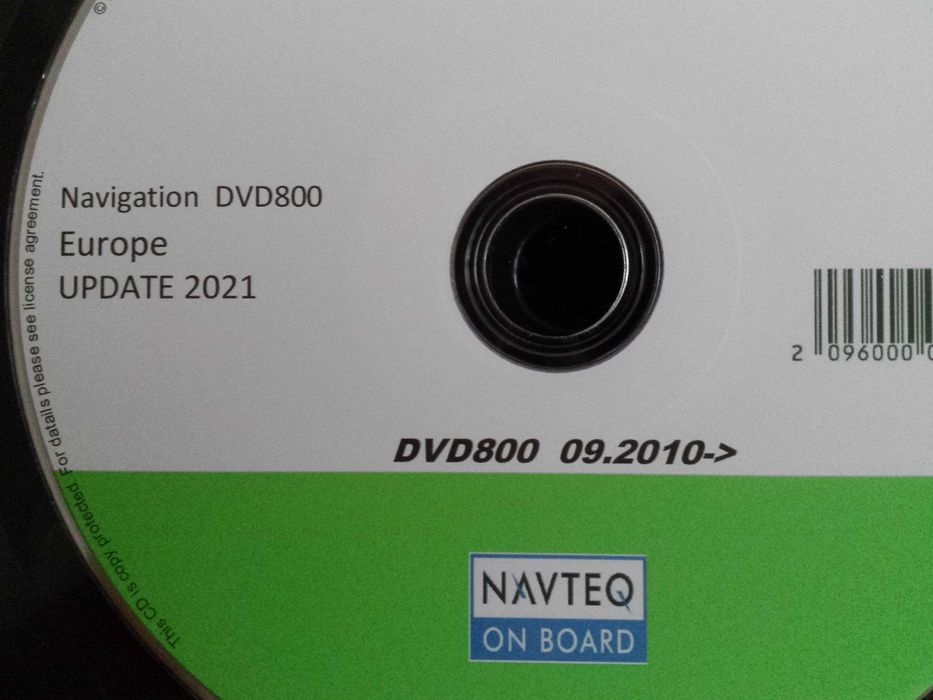 ©
Navigation DVD800
Europe
UPDATE 2021
2 096000
DVD800 09.2010->
NAVTEQ
ON BOARD
This CD is copy protected. For datails please see license agreement.